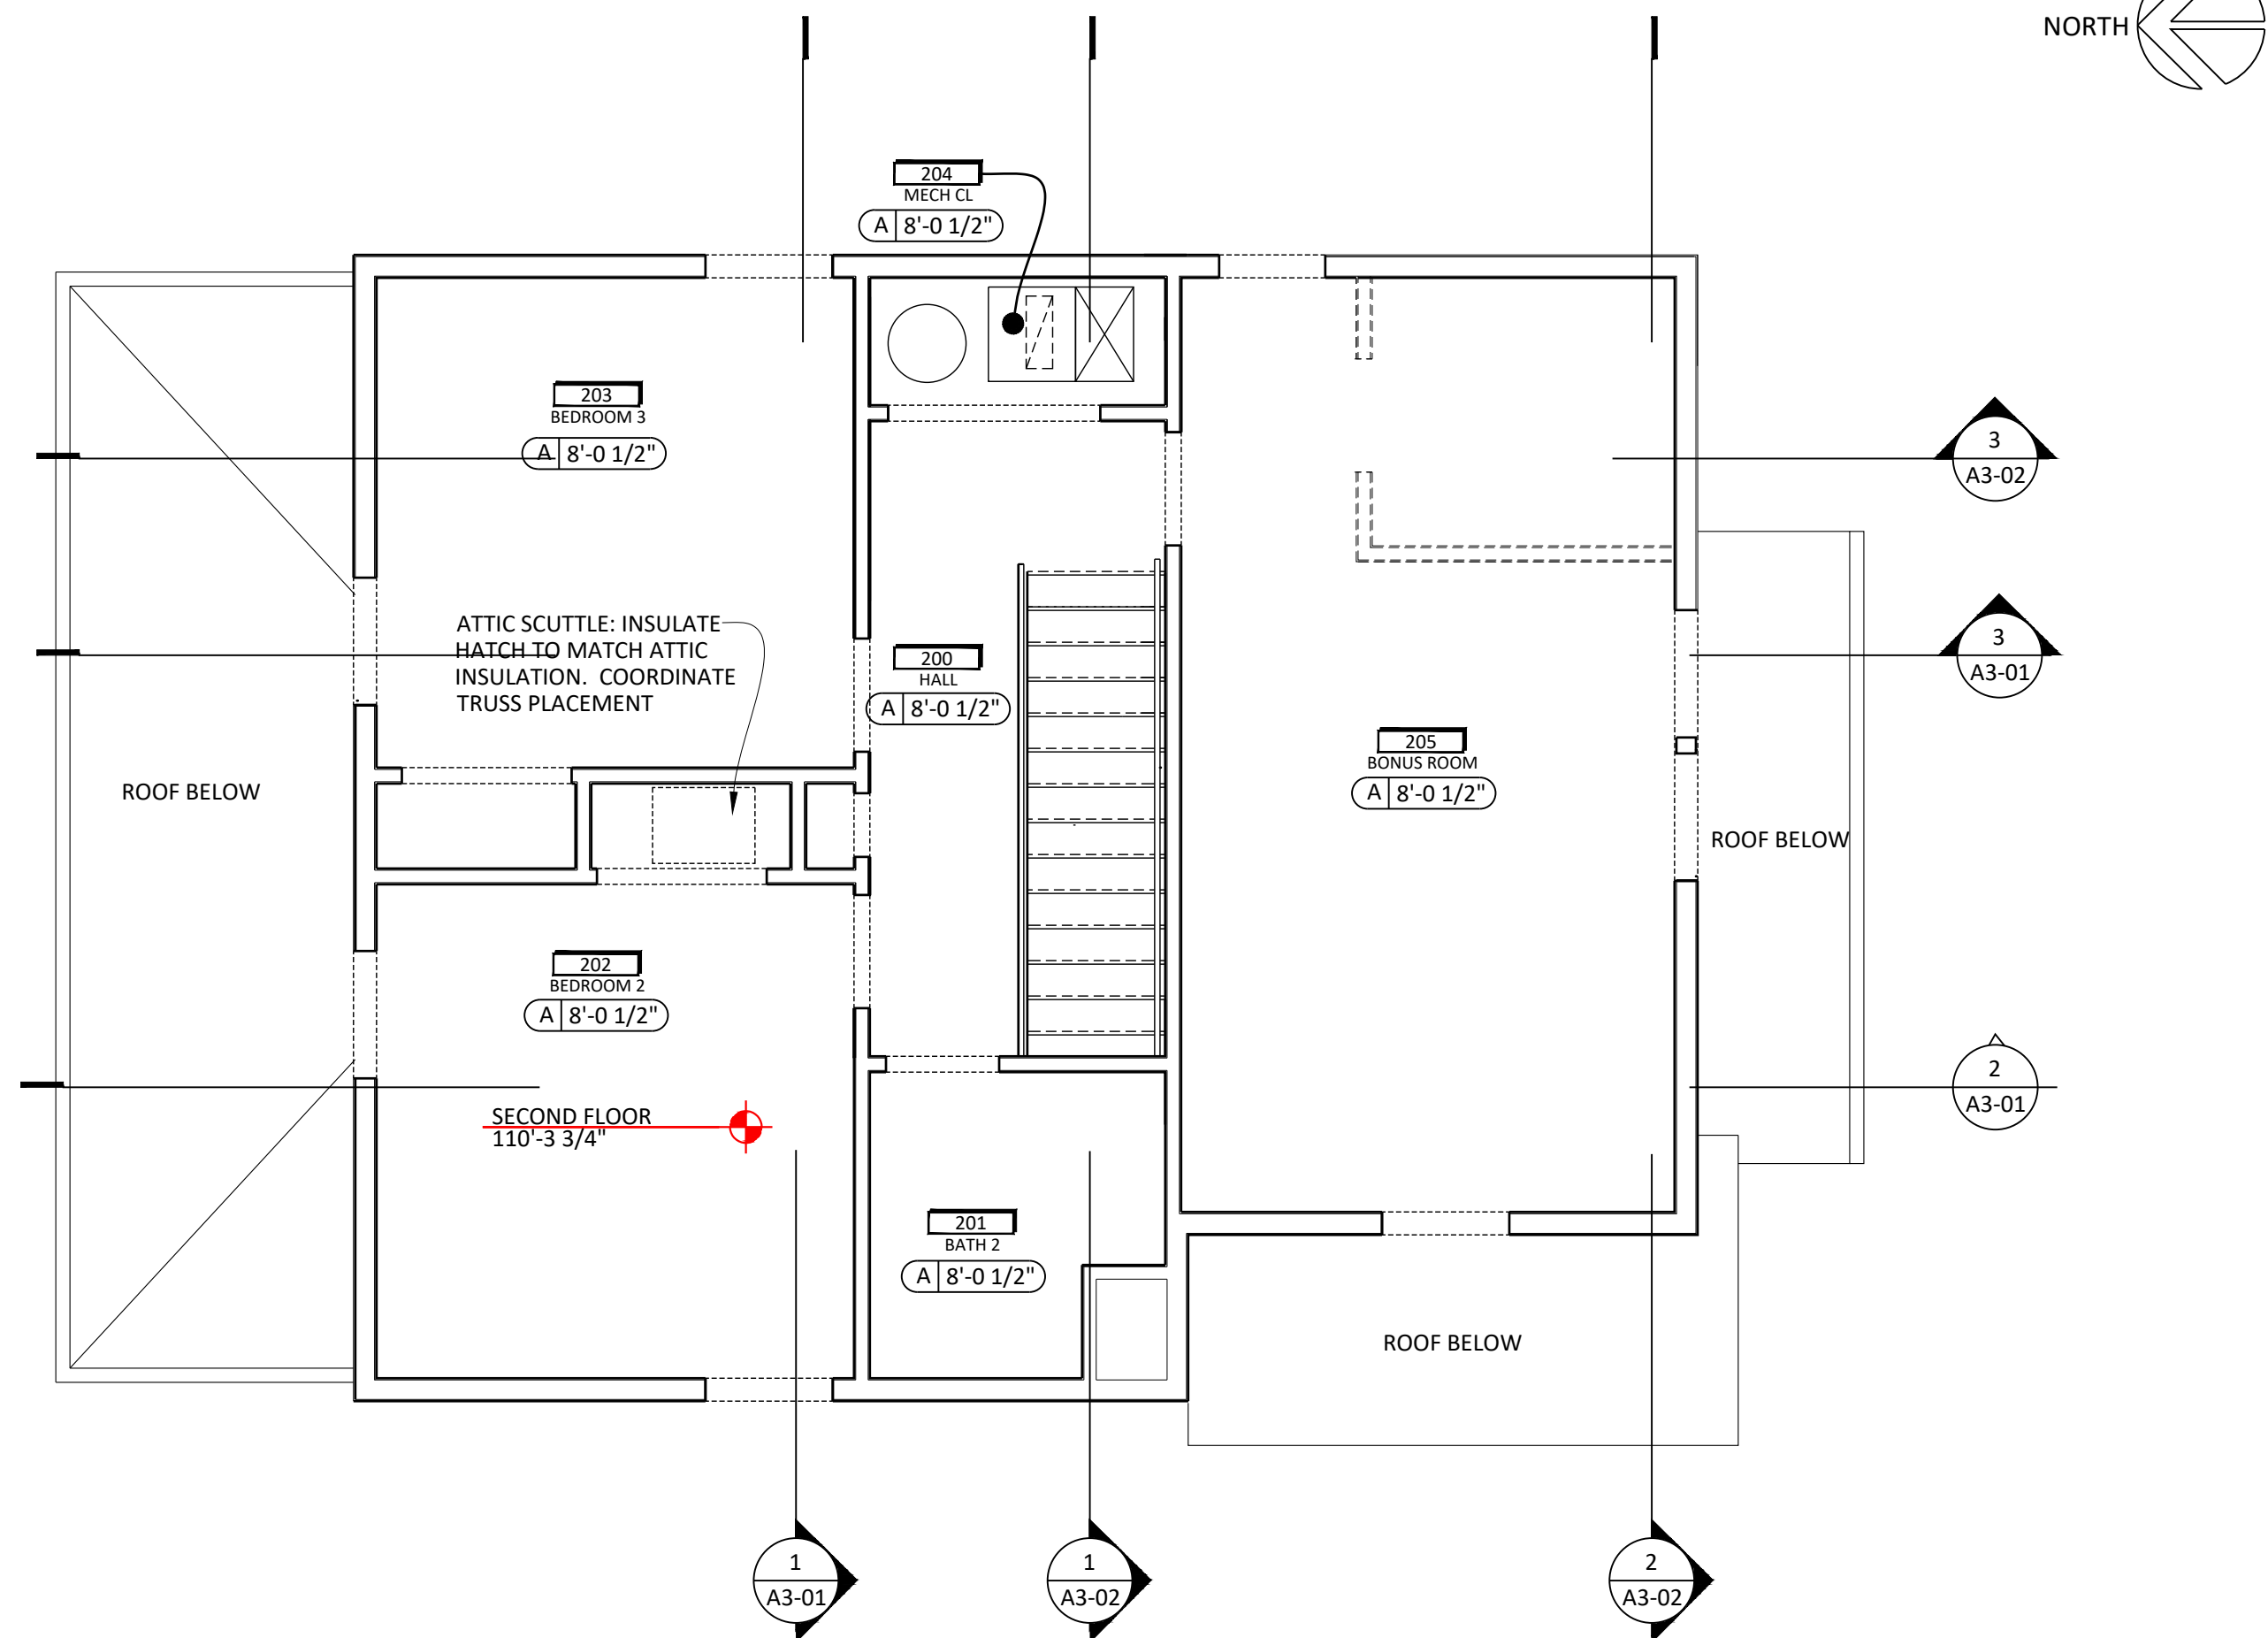 NORTH
204
MECH CL
A 8'-0 1/2"
203
BEDROOM 3
A 8'-0 1/2"
3
A3-02
ATTIC SCUTTLE: INSULATE
HATCH TO MATCH ATTIC
INSULATION. COORDINATE
TRUSS PLACEMENT
200
HALL
A 8'-0 1/2"
3
A3-01
205
BONUS ROOM
A 8'-0 1/2"
ROOF BELOW
ROOF BELOW
202
BEDROOM 2
A 8'-0 1/2"
2
A3-01
SECOND FLOOR
110'-3 3/4"
201
BATH 2
A 8'-0 1/2"
ROOF BELOW
1
A3-01
1
A3-02
2
A3-02